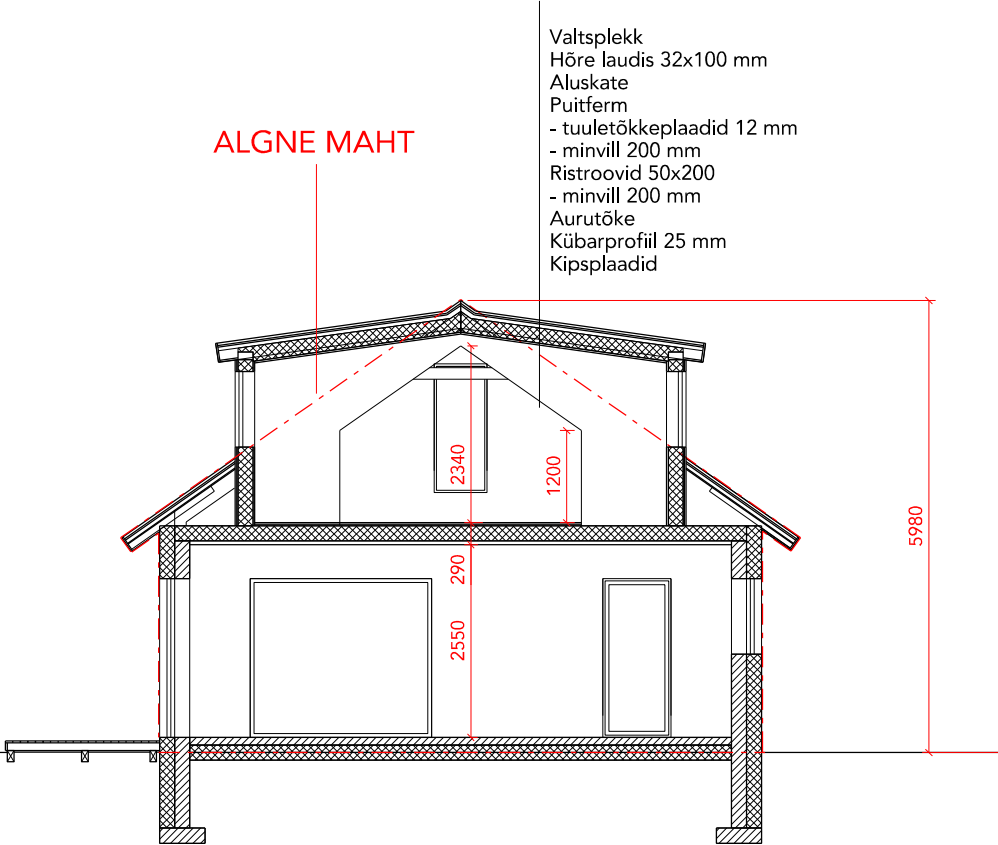 Valtsplekk
Hõre laudis 32x100 mm
Aluskate
Puitferm
- tuuletõkkeplaadid 12 mm
- minvill 200 mm
Ristroovid 50x200
- minvill 200 mm
Aurutõke
Kübarprofiil 25 mm
Kipsplaadid
ALGNE MAHT
2340
1200
5980
290
2550